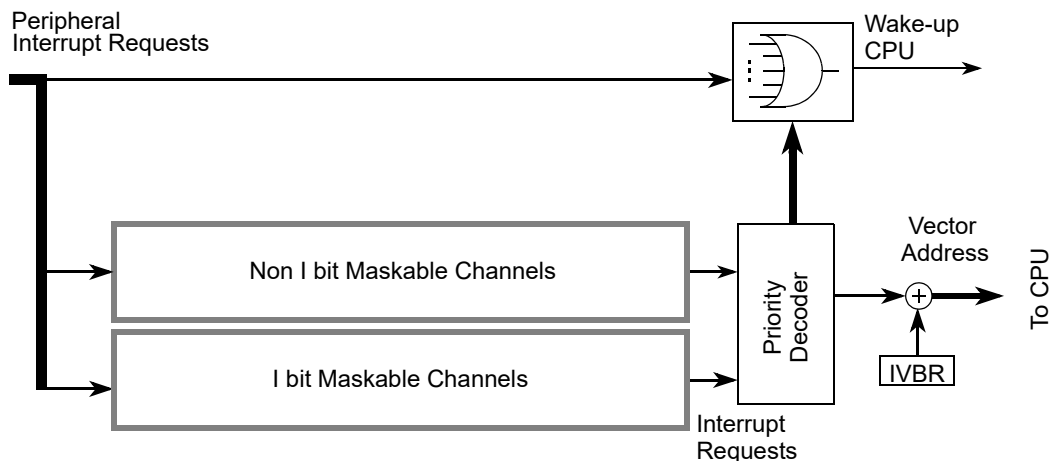 Peripheral
Interrupt Requests
Wake-up
CPU
Non I bit Maskable Channels
I bit Maskable Channels
Priority
Decoder
Interrupt
Requests
Vector
Address
IVBR
To CPU